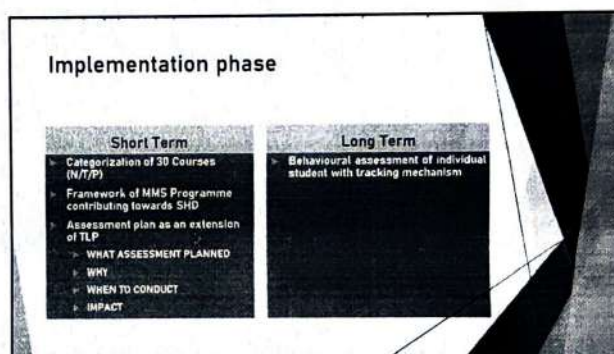 Implementation phase
Short Term
Categorization of 30 Courses
(N/T/P)
Framework of MMS Programme
contributing towards SHD
Assessment plan as an extension
of TLP
WHAT ASSESSMENT PLANNED
WHY
WHEN TO CONDUCT
IMPACT
Long Term
Behavioural assessment of individual
student with tracking mechanism